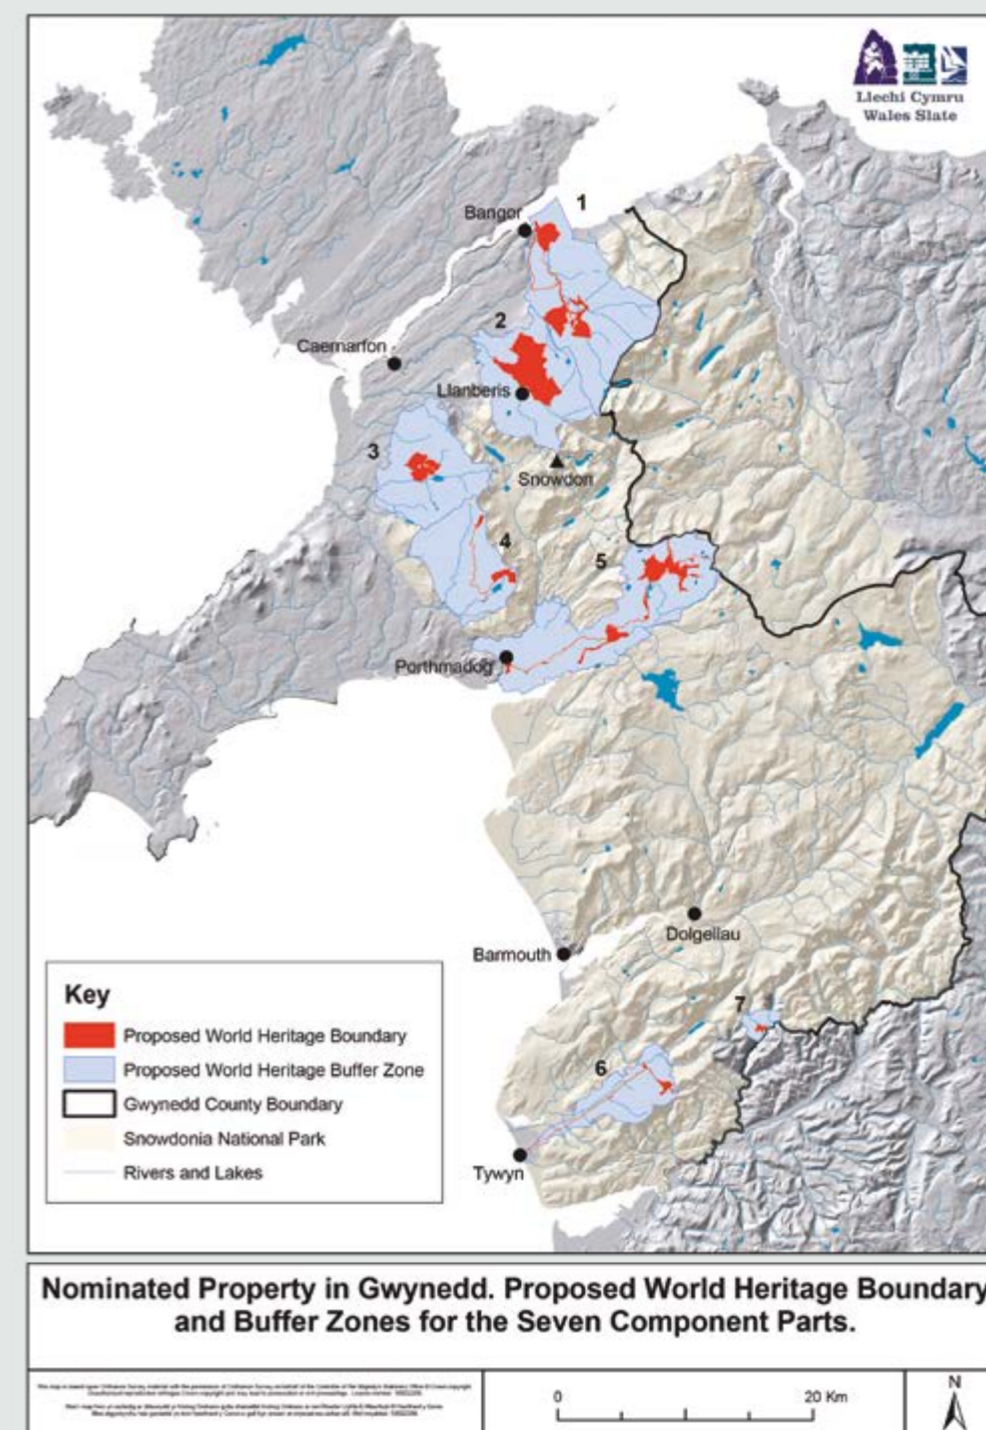 Llechi Cymru
Wales Slate
1
Bangor
2
Caernarfon
Llanberis
3
Snowdon
4
5
Porthmadog
Dolgellau
Barmouth
7
6
Tywyn
Key
Proposed World Heritage Boundary
Proposed World Heritage Buffer Zone
Gwynedd County Boundary
Snowdonia National Park
Rivers and Lakes
Nominated Property in Gwynedd. Proposed World Heritage Boundary
and Buffer Zones for the Seven Component Parts.
0 20 Km
N